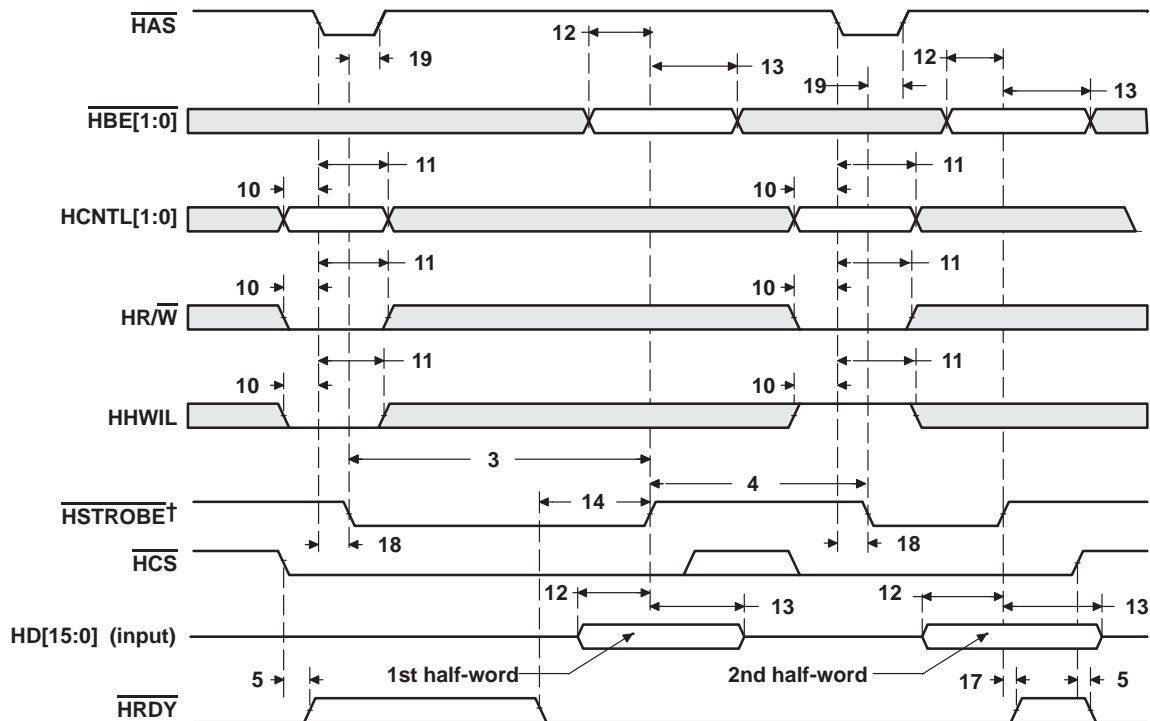 HAS
12
12
19
13
19
13
HBE[1:0]
11
11
10
10
HCNTL[1:0]
11
11
10
10
HR/W
11
11
10
10
HHWIL
3
4
14
HSTROBE†
18
18
HCS
12
12
13
13
HD[15:0] (input)
1st half-word
2nd half-word
5
17
5
HRDY